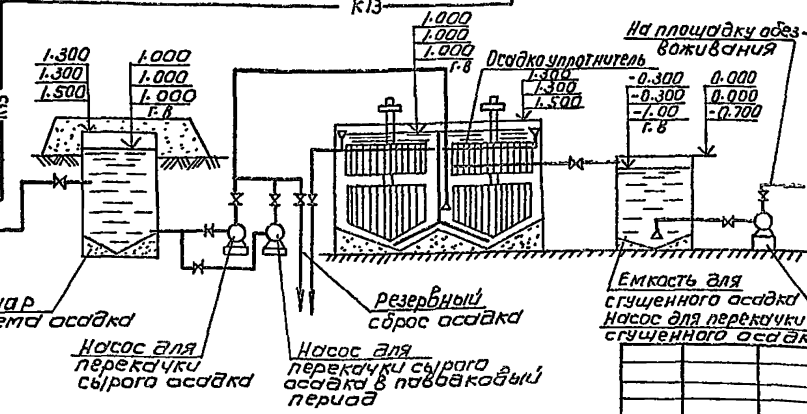 К13
1.000
1.000
1.000
г.в
На площадку обез-
воживания
1.300
1.300
1.500
1.000
1.000
1.000
г.в
Осадкоуплотнитель
1.300
1.300
1.500
-0.300
-0.300
-1.00
г.в
0.000
0.000
-0.700
К13
осадка
Резервный
сброс осадка
Емкость для
сгущенного осадка
Насос для перекачки
сгущенного осадк
Насос для
перекачки
сырого осадка
Насос для
перекачки сырого
осадка в паводковый
период